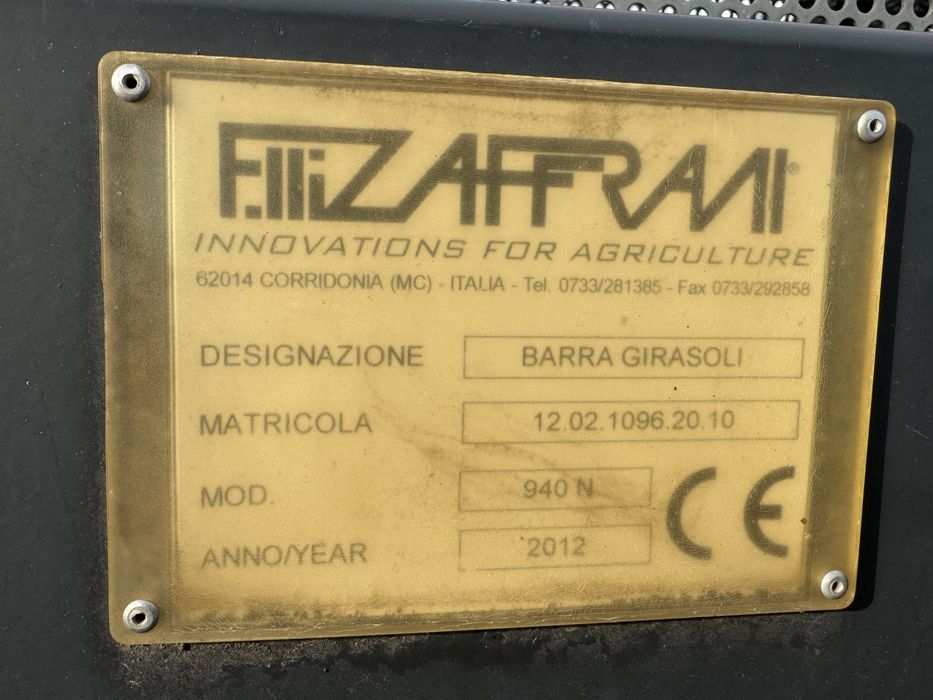 F.lli ZAFFRANI®
INNOVATIONS FOR AGRICULTURE
62014 CORRIDONIA (MC) - ITALIA - Tel. 0733/281385 - Fax 0733/292858
DESIGNAZIONE BARRA GIRASOLI
MATRICOLA 12.02.1096.20.10
MOD. 940 N
CE
ANNO/YEAR 2012